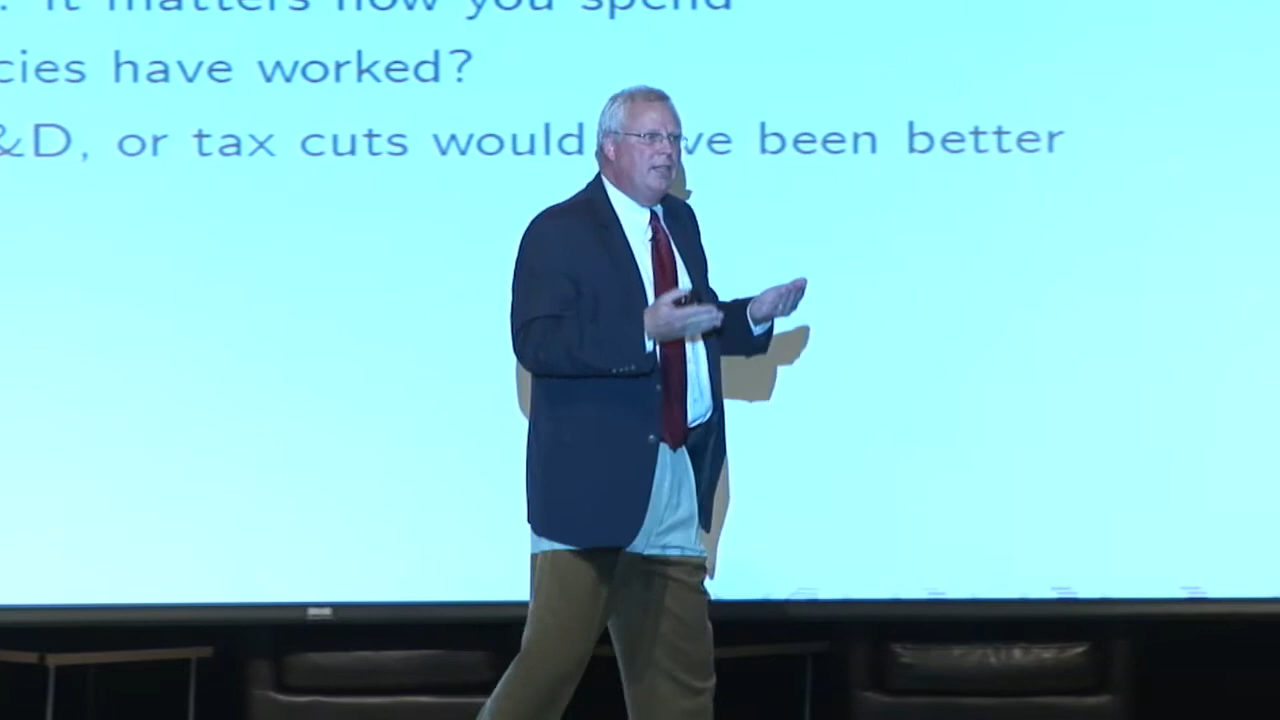 . It matters how you spend
cies have worked?
&D, or tax cuts would ve been better